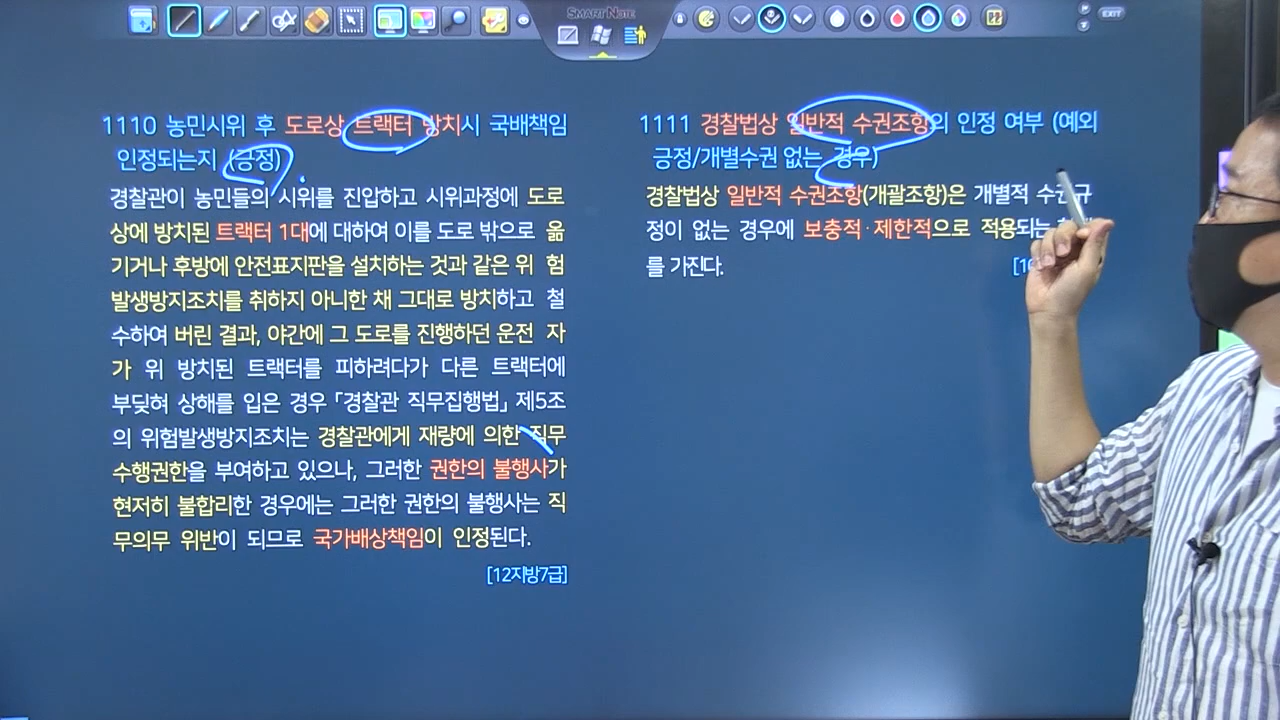 SMART NOTE
EXIT
1110 농민시위 후 도로상 트랙터 방치시 국배책임
인정되는지 (긍정)
경찰관이 농민들의 시위를 진압하고 시위과정에 도로
상에 방치된 트랙터 1대에 대하여 이를 도로 밖으로 옮
기거나 후방에 안전표지판을 설치하는 것과 같은 위 험
발생방지조치를 취하지 아니한 채 그대로 방치하고 철
수하여 버린 결과, 야간에 그 도로를 진행하던 운전 자
가 위 방치된 트랙터를 피하려다가 다른 트랙터에
부딪혀 상해를 입은 경우 「경찰관 직무집행법」 제5조
의 위험발생방지조치는 경찰관에게 재량에 의한 직무
수행권한을 부여하고 있으나, 그러한 권한의 불행사가
현저히 불합리한 경우에는 그러한 권한의 불행사는 직
무의무 위반이 되므로 국가배상책임이 인정된다.
[12지방7급]
1111 경찰법상 일반적 수권조항의 인정 여부 (예외
긍정/개별수권 없는 경우)
경찰법상 일반적 수권조항(개괄조항)은 개별적 수권규
정이 없는 경우에 보충적·제한적으로 적용되는
를 가진다.